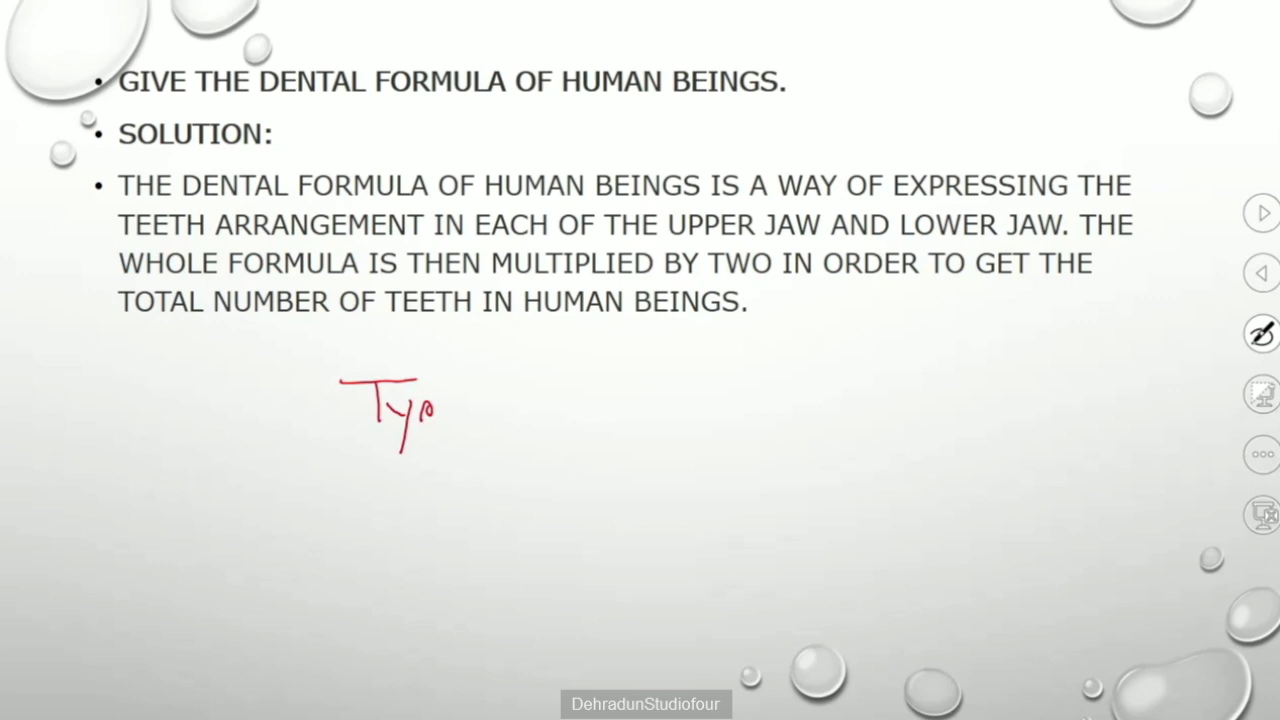 • GIVE THE DENTAL FORMULA OF HUMAN BEINGS.
• SOLUTION:
• THE DENTAL FORMULA OF HUMAN BEINGS IS A WAY OF EXPRESSING THE
TEETH ARRANGEMENT IN EACH OF THE UPPER JAW AND LOWER JAW. THE
WHOLE FORMULA IS THEN MULTIPLIED BY TWO IN ORDER TO GET THE
TOTAL NUMBER OF TEETH IN HUMAN BEINGS.
DehradunStudiofour